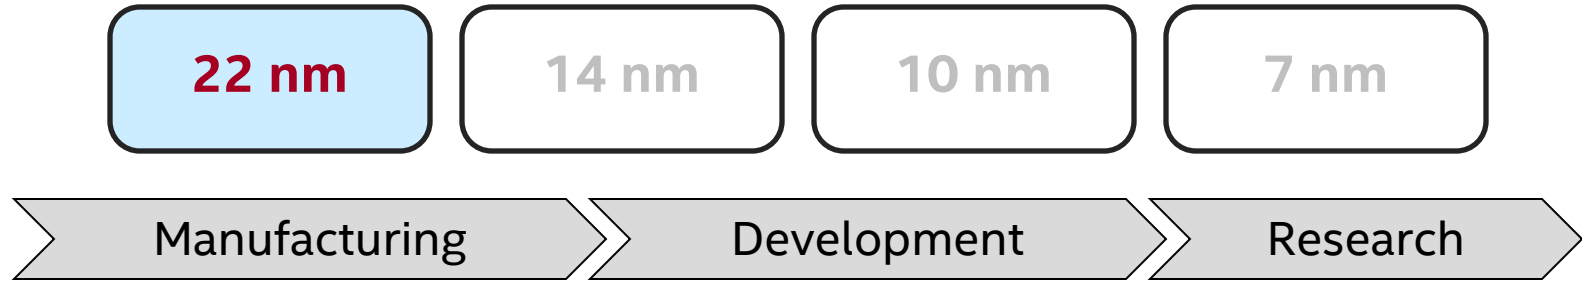 22 nm 14 nm 10 nm 7 nm
Manufacturing Development Research